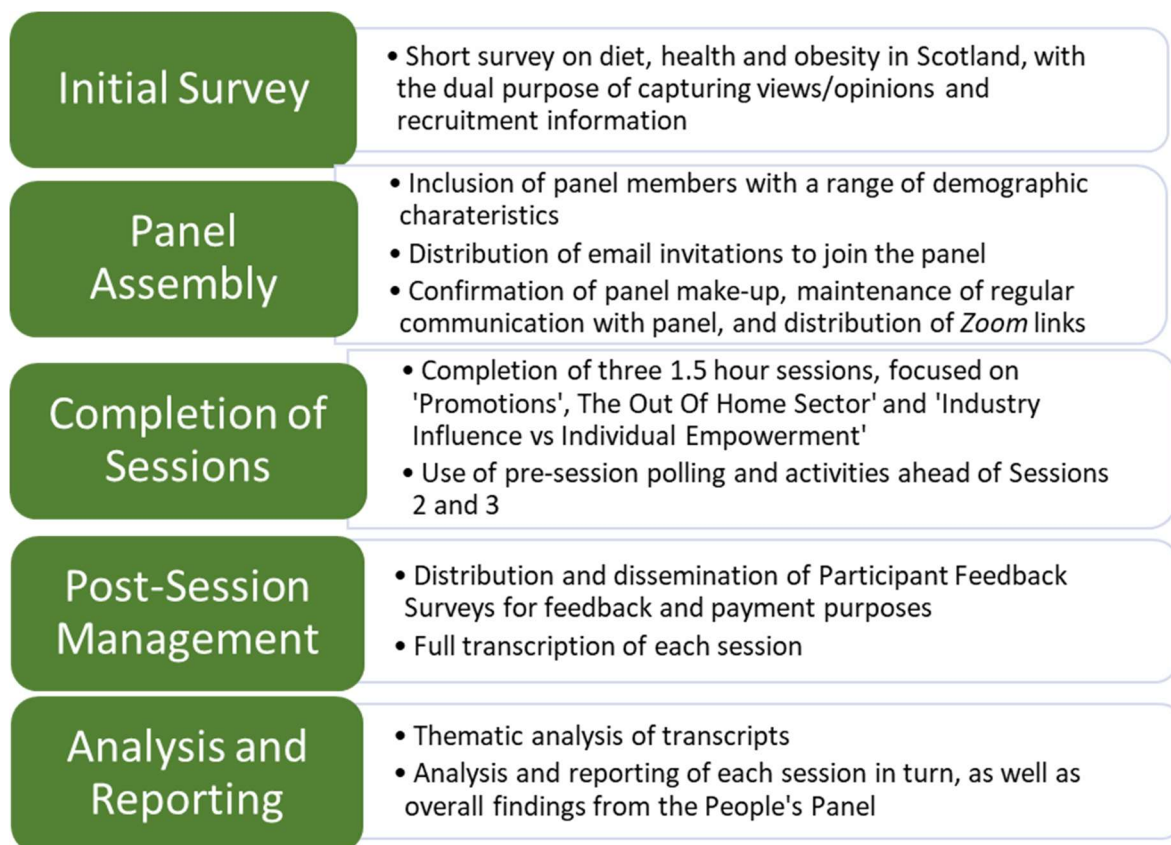 Initial Survey
• Short survey on diet, health and obesity in Scotland, with
the dual purpose of capturing views/opinions and
recruitment information
Panel
Assembly
• Inclusion of panel members with a range of demographic
charateristics
• Distribution of email invitations to join the panel
• Confirmation of panel make-up, maintenance of regular
communication with panel, and distribution of Zoom links
Completion of
Sessions
• Completion of three 1.5 hour sessions, focused on
'Promotions', The Out Of Home Sector' and 'Industry
Influence vs Individual Empowerment'
• Use of pre-session polling and activities ahead of Sessions
2 and 3
Post-Session
Management
• Distribution and dissemination of Participant Feedback
Surveys for feedback and payment purposes
• Full transcription of each session
Analysis and
Reporting
• Thematic analysis of transcripts
• Analysis and reporting of each session in turn, as well as
overall findings from the People's Panel